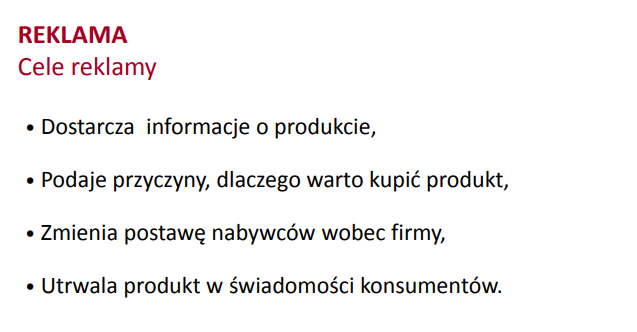 REKLAMA
Cele reklamy
• Dostarcza  informacje o produkcie,
• Podaje przyczyny, dlaczego warto kupić produkt,
• Zmienia postawę nabywców wobec firmy,
• Utrwala produkt w świadomości konsumentów.